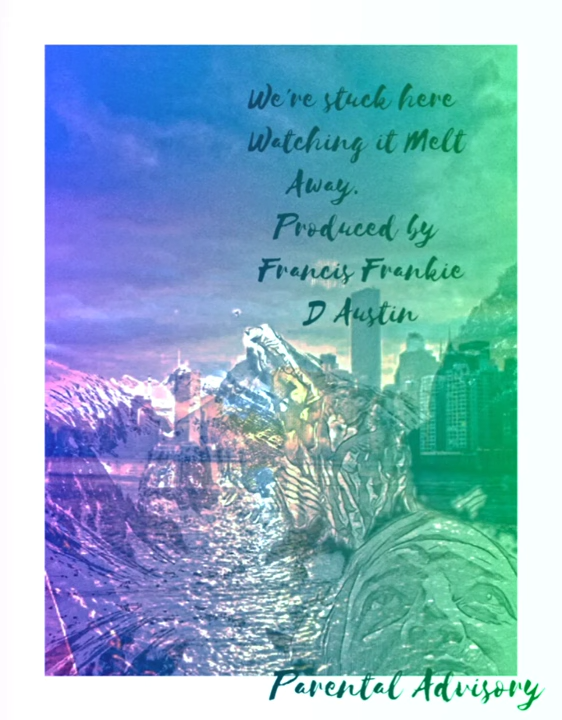 We're stuck here
Watching it Melt
Away.
Produced by
Francis Frankie
D Austin
Parental Advisory